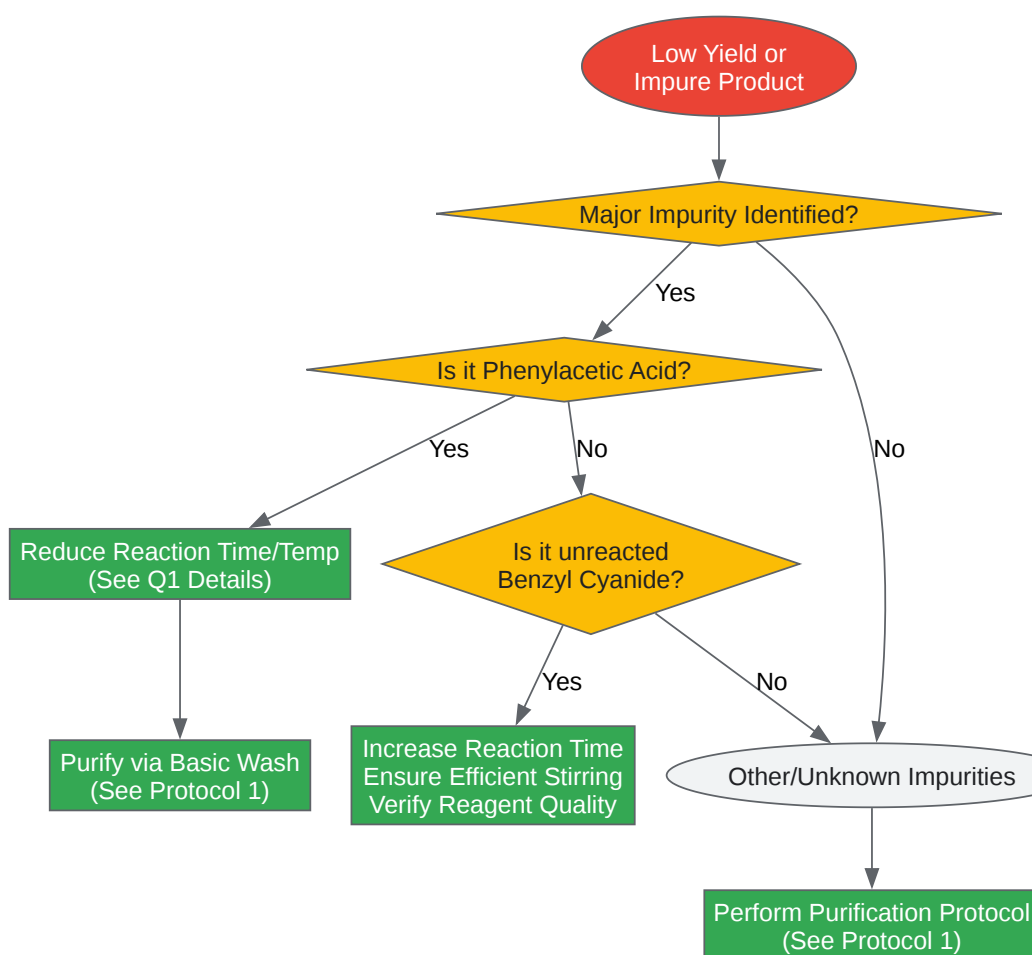 Low Yield or
Impure Product
Major Impurity Identified?
Yes
Is it Phenylacetic Acid?
No
Yes
No
Reduce Reaction Time/Temp
(See Q1 Details)
Is it unreacted
Benzyl Cyanide?
Yes
No
Purify via Basic Wash
(See Protocol 1)
Increase Reaction Time
Ensure Efficient Stirring
Verify Reagent Quality
Other/Unknown Impurities
Perform Purification Protocol
(See Protocol 1)